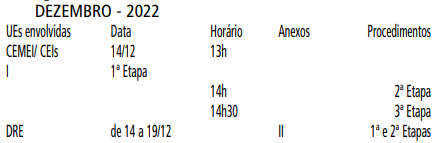 DEZEMBRO - 2022
UEs envolvidas Data Horário Anexos Procedimentos
CEMEI/ CEIs 14/12 13h
I 1ª Etapa
14h 2ª Etapa
14h30 3ª Etapa
DRE de 14 a 19/12 II 1ª e 2ª Etapas